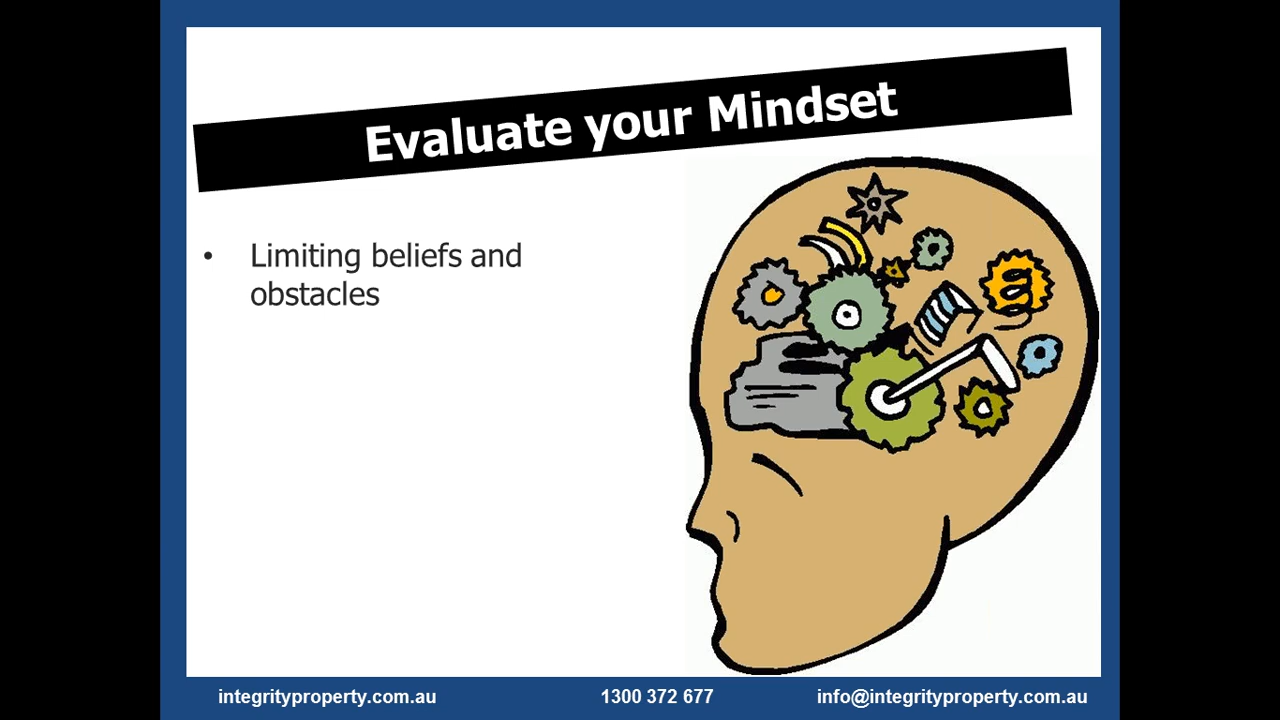 Evaluate your Mindset
• Limiting beliefs and
obstacles
integrityproperty.com.au 1300 372 677 info@integrityproperty.com.au